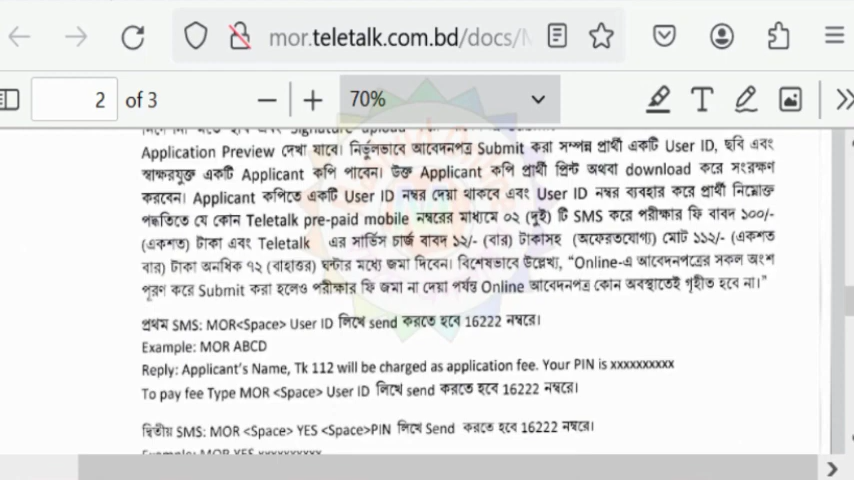 mor.teletalk.com.bd/docs/M
2 of 3
70%
Application Preview দেখা যাবে। নির্ভুলভাবে আবেদনপত্র Submit করা সম্পন্ন প্রার্থী একটি User ID, ছবি এবং
স্বাক্ষরযুক্ত একটি Applicant কপি পাবেন। উক্ত Applicant কপি প্রার্থী প্রিন্ট অথবা download করে সংরক্ষণ
করবেন। Applicant কপিতে একটি User ID নম্বর দেয়া থাকবে এবং User ID নম্বর ব্যবহার করে প্রার্থী নিম্নোক্ত
পদ্ধতিতে যে কোন Teletalk pre-paid mobile নম্বরের মাধ্যমে ০২ (দুই) টি SMS করে পরীক্ষার ফি বাবদ ১০০/-
(একশত) টাকা এবং Teletalk এর সার্ভিস চার্জ বাবদ ১২/- (বার) টাকাসহ (অফেরতযোগ্য) মোট ১১২/- (একশত
বার) টাকা অনধিক ৭২ (বাহাত্তর) ঘন্টার মধ্যে জমা দিবেন। বিশেষভাবে উল্লেখ্য, “Online-এ আবেদনপত্রের সকল অংশ
পূরণ করে Submit করা হলেও পরীক্ষার ফি জমা না দেয়া পর্যন্ত Online আবেদনপত্র কোন অবস্থাতেই গৃহীত হবে না।”
প্রথম SMS: MOR<Space> User ID লিখে send করতে হবে 16222 নম্বরে।
Example: MOR ABCD
Reply: Applicant's Name, Tk 112 will be charged as application fee. Your PIN is xxxxxxxxxx
To pay fee Type MOR <Space> User ID লিখে send করতে হবে 16222 নম্বরে।
দ্বিতীয় SMS: MOR <Space> YES <Space>PIN লিখে Send করতে হবে 16222 নম্বরে।
Example: MOR YES xxxxxxxxxx